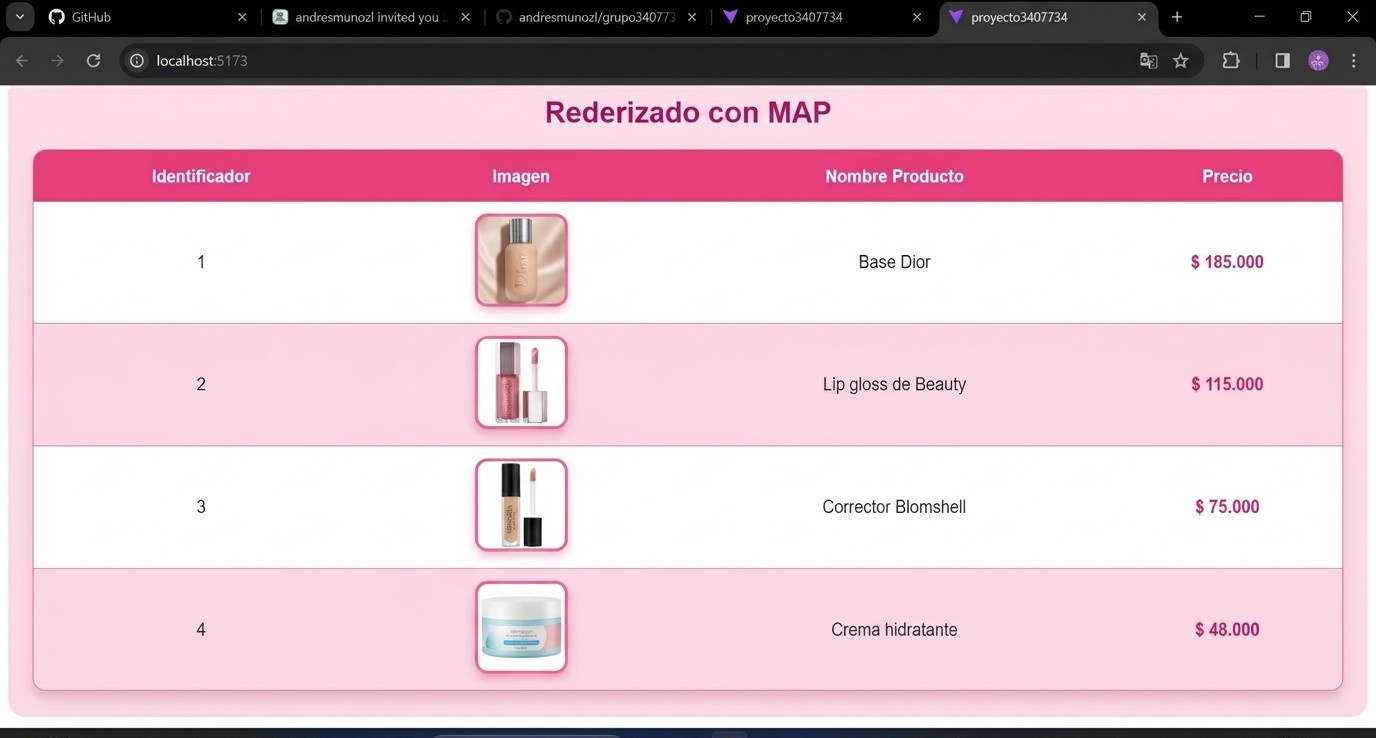 GitHub
andresmunozl invited you
andresmunozl/grupo340773
proyecto3407734
proyecto3407734
localhost:5173
Rederizado con MAP
Identificador Imagen Nombre Producto Precio
1 Dior Base Dior $ 185.000
2 Lip gloss de Beauty $ 115.000
3 Corrector Blomshell $ 75.000
4 Crema hidratante $ 48.000